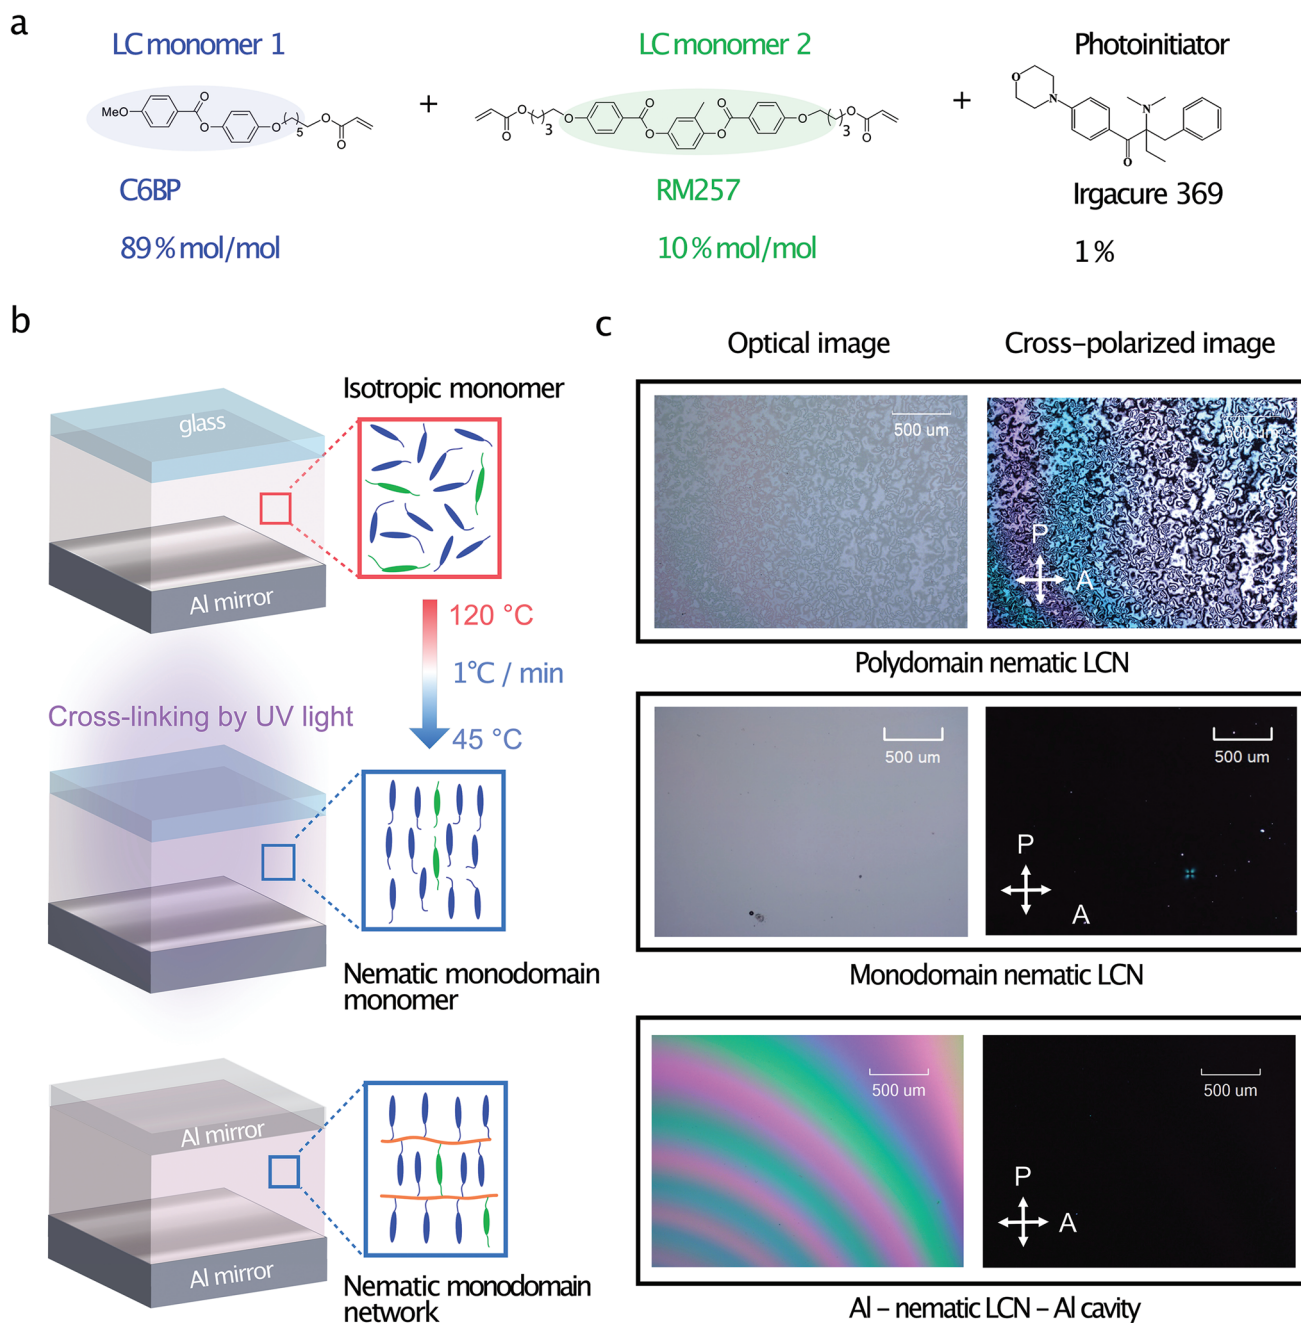 a
LC monomer 1
LC monomer 2
Photoinitiator
MeO
O
O
O
5
O
O
+
O
O
3
O
O
O
O
O
O
3
O
O
+
O
N
N
O
C6BP
RM257
Irgacure 369
89% mol/mol
10% mol/mol
1%
b
glass
Al mirror
Isotropic monomer
120 °C
1°C / min
45 °C
Cross-linking by UV light
Nematic monodomain
monomer
Al mirror
Al mirror
Nematic monodomain
network
c
Optical image
Cross-polarized image
500 um
500 um
P
A
Polydomain nematic LCN
500 um
500 um
P
A
Monodomain nematic LCN
500 um
500 um
P
A
Al – nematic LCN – Al cavity